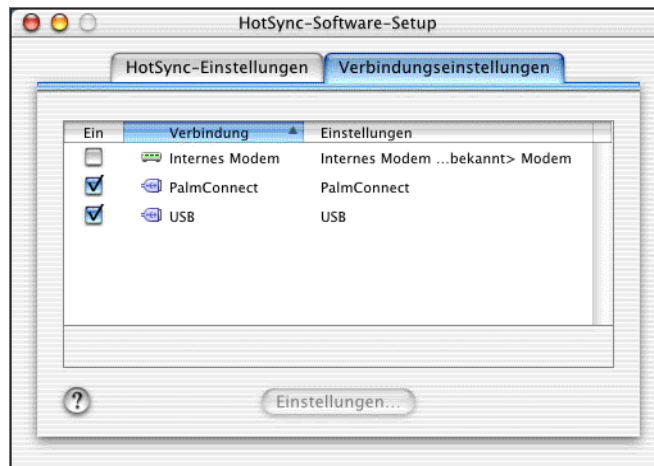 HotSync-Software-Setup
HotSync-Einstellungen Verbindungseinstellungen
Ein Verbindung Einstellungen
Internes Modem Internes Modem ...bekannt> Modem
PalmConnect PalmConnect
USB USB
? Einstellungen...